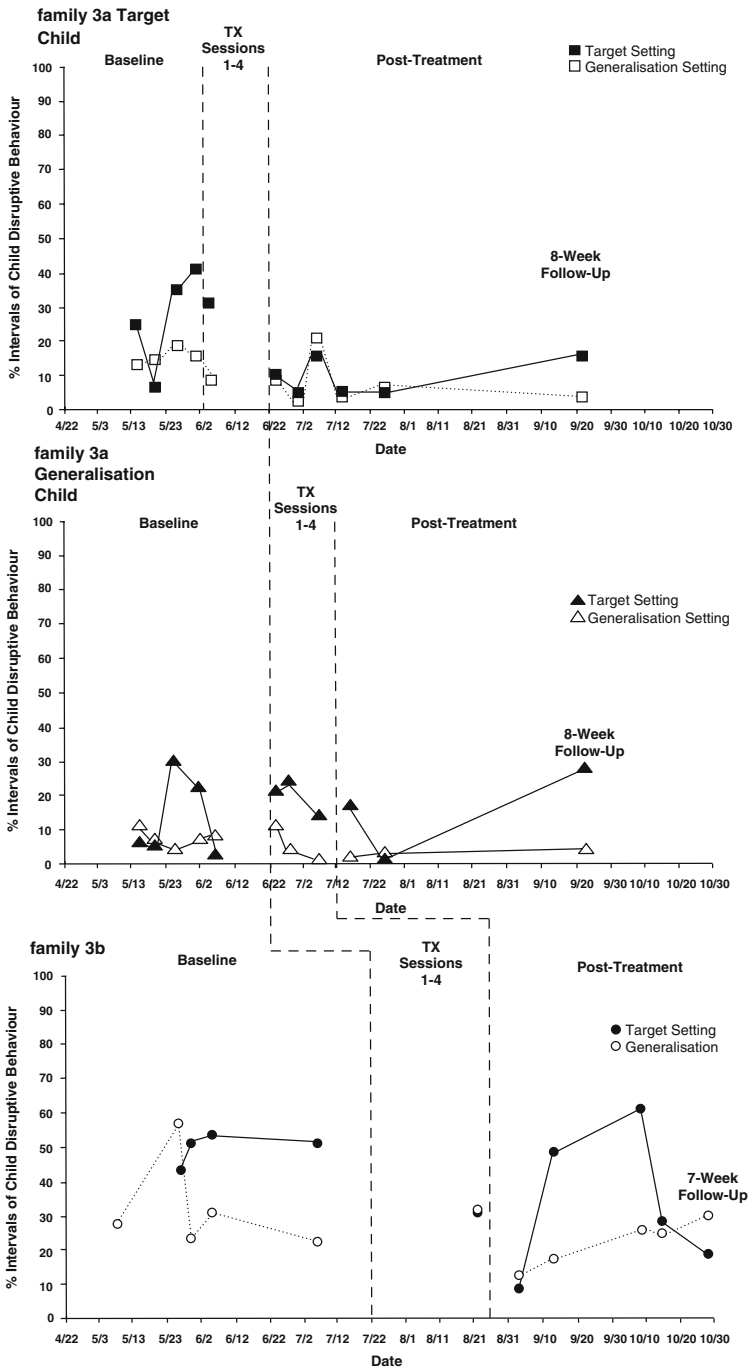 family 3a Target
Child
TX
Sessions
1-4
Baseline
Post-Treatment
Target Setting
Generalisation Setting
% Intervals of Child Disruptive Behaviour
100
90
80
70
60
50
40
30
20
10
0
8-Week
Follow-Up
4/22 5/3 5/13 5/23 6/2 6/12 6/22 7/2 7/12 7/22 8/1 8/11 8/21 8/31 9/10 9/20 9/30 10/10 10/20 10/30
Date
family 3a
Generalisation
Child
TX
Sessions
1-4
Baseline
Post-Treatment
Target Setting
Generalisation Setting
% Intervals of Child Disruptive Behaviour
100
90
80
70
60
50
40
30
20
10
0
8-Week
Follow-Up
4/22 5/3 5/13 5/23 6/2 6/12 6/22 7/2 7/12 7/22 8/1 8/11 8/21 8/31 9/10 9/20 9/30 10/10 10/20 10/30
Date
family 3b
Baseline
TX
Sessions
1-4
Post-Treatment
Target Setting
Generalisation
% Intervals of Child Disruptive Behaviour
100
90
80
70
60
50
40
30
20
10
0
7-Week
Follow-Up
4/22 5/3 5/13 5/23 6/2 6/12 6/22 7/2 7/12 7/22 8/1 8/11 8/21 8/31 9/10 9/20 9/30 10/10 10/20 10/30
Date